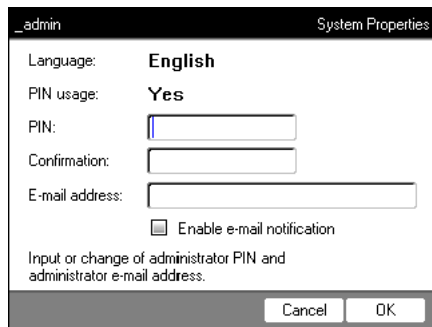 _admin System Properties
Language: English
PIN usage: Yes
PIN:
Confirmation:
E-mail address:
Enable e-mail notification
Input or change of administrator PIN and
administrator e-mail address.
Cancel OK